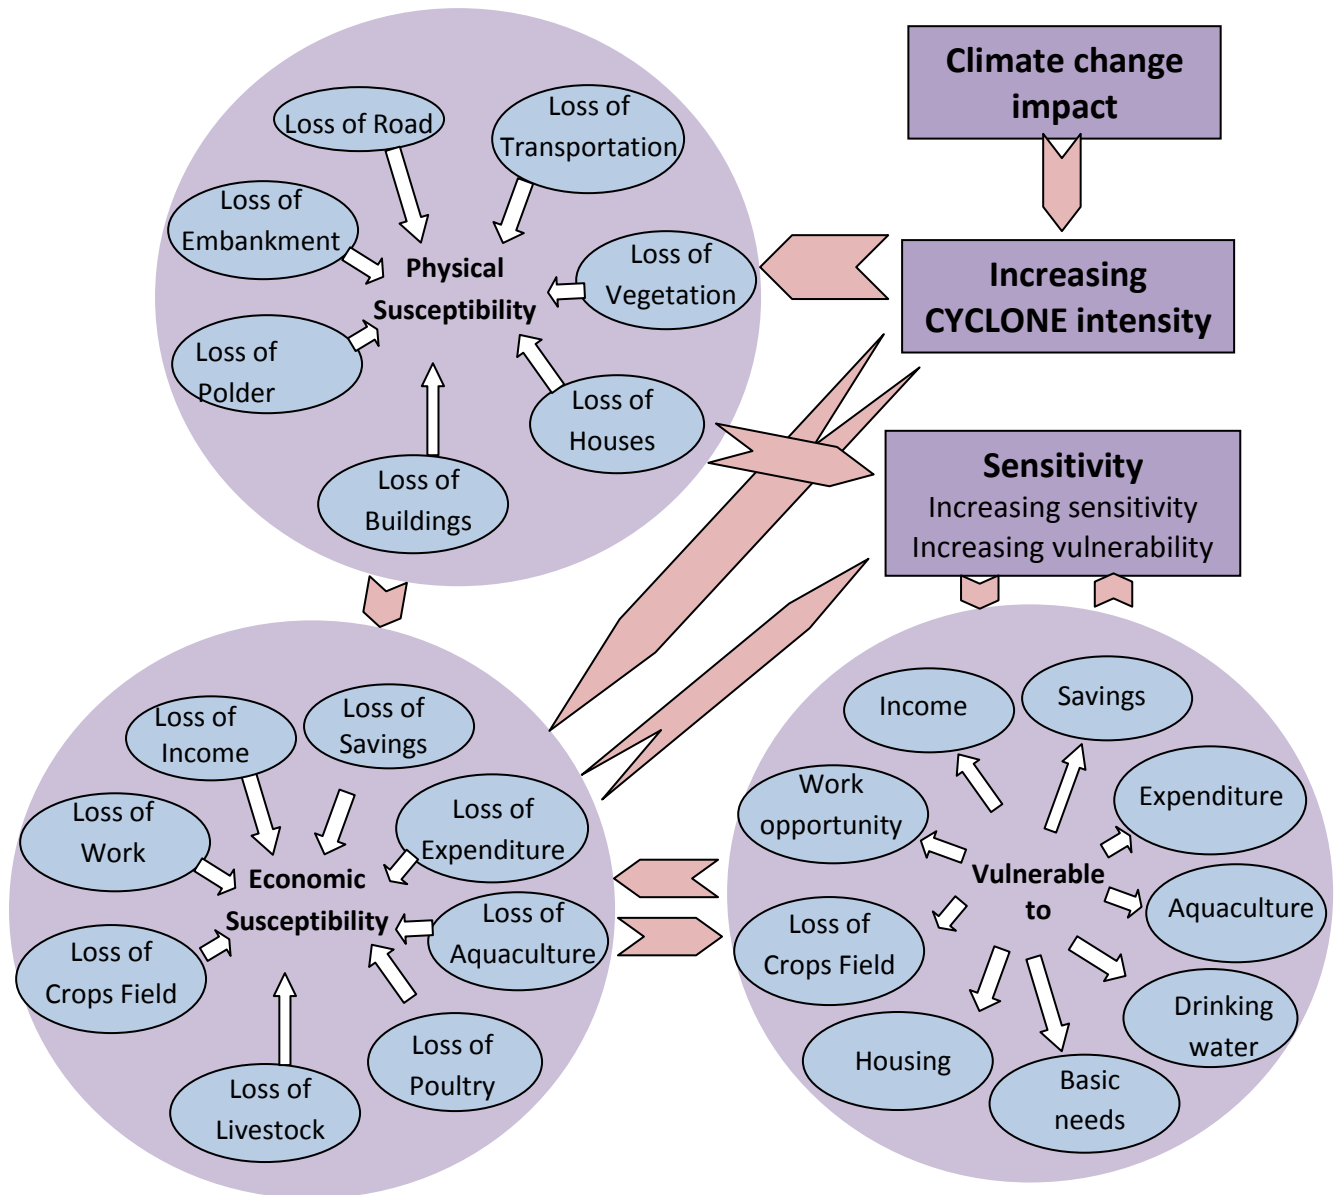 Climate change
impact
Increasing
CYCLONE intensity
Sensitivity
Increasing sensitivity
Increasing vulnerability
Loss of Road
Loss of
Transportation
Loss of
Embankment
Loss of
Vegetation
Physical
Susceptibility
Loss of
Polder
Loss of
Houses
Loss of
Buildings
Loss of
Income
Loss of
Savings
Loss of
Work
Loss of
Expenditure
Economic
Susceptibility
Loss of
Crops Field
Loss of
Aquaculture
Loss of
Poultry
Loss of
Livestock
Income
Savings
Work
opportunity
Expenditure
Vulnerable
to
Aquaculture
Loss of
Crops Field
Drinking
water
Housing
Basic
needs